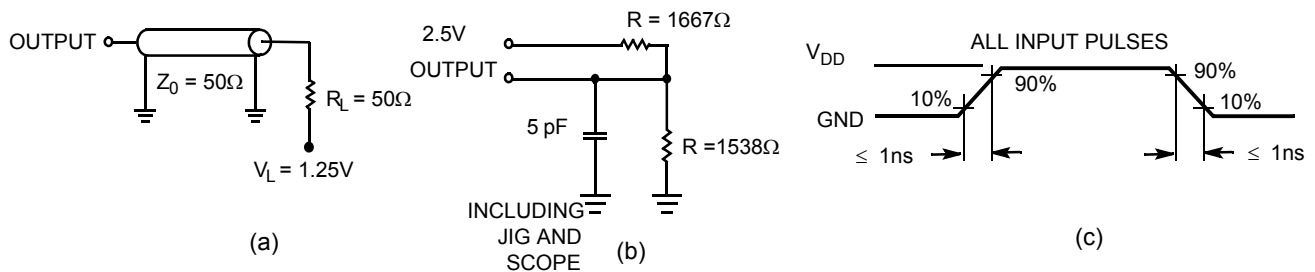 OUTPUT
Z0 = 50Ω
RL = 50Ω
VL = 1.25V
(a)
R = 1667Ω
2.5V
OUTPUT
5 pF
R =1538Ω
INCLUDING
JIG AND
SCOPE
(b)
ALL INPUT PULSES
VDD
90%
90%
10%
10%
GND
≤ 1ns
≤ 1ns
(c)